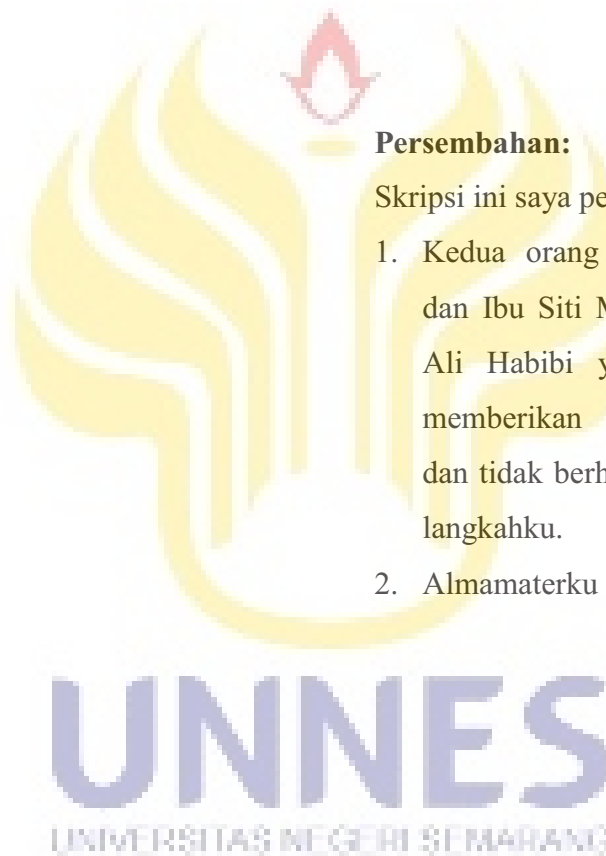 Persembahan:
Skripsi ini saya pe
1. Kedua orang
dan Ibu Siti M
Ali Habibi y
memberikan
dan tidak berh
langkahku.
2. Almamaterku
UNNES
UNIVERSITAS NEGERI SEMARANG